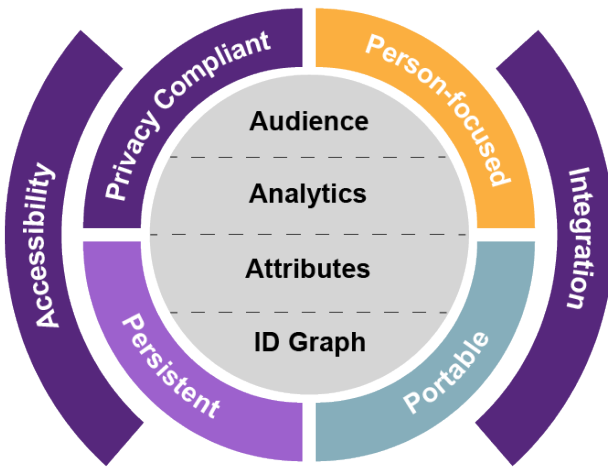 Privacy Compliant
Person-focused
Accessibility
Audience
Analytics
Attributes
ID Graph
Integration
Persistent
Portable